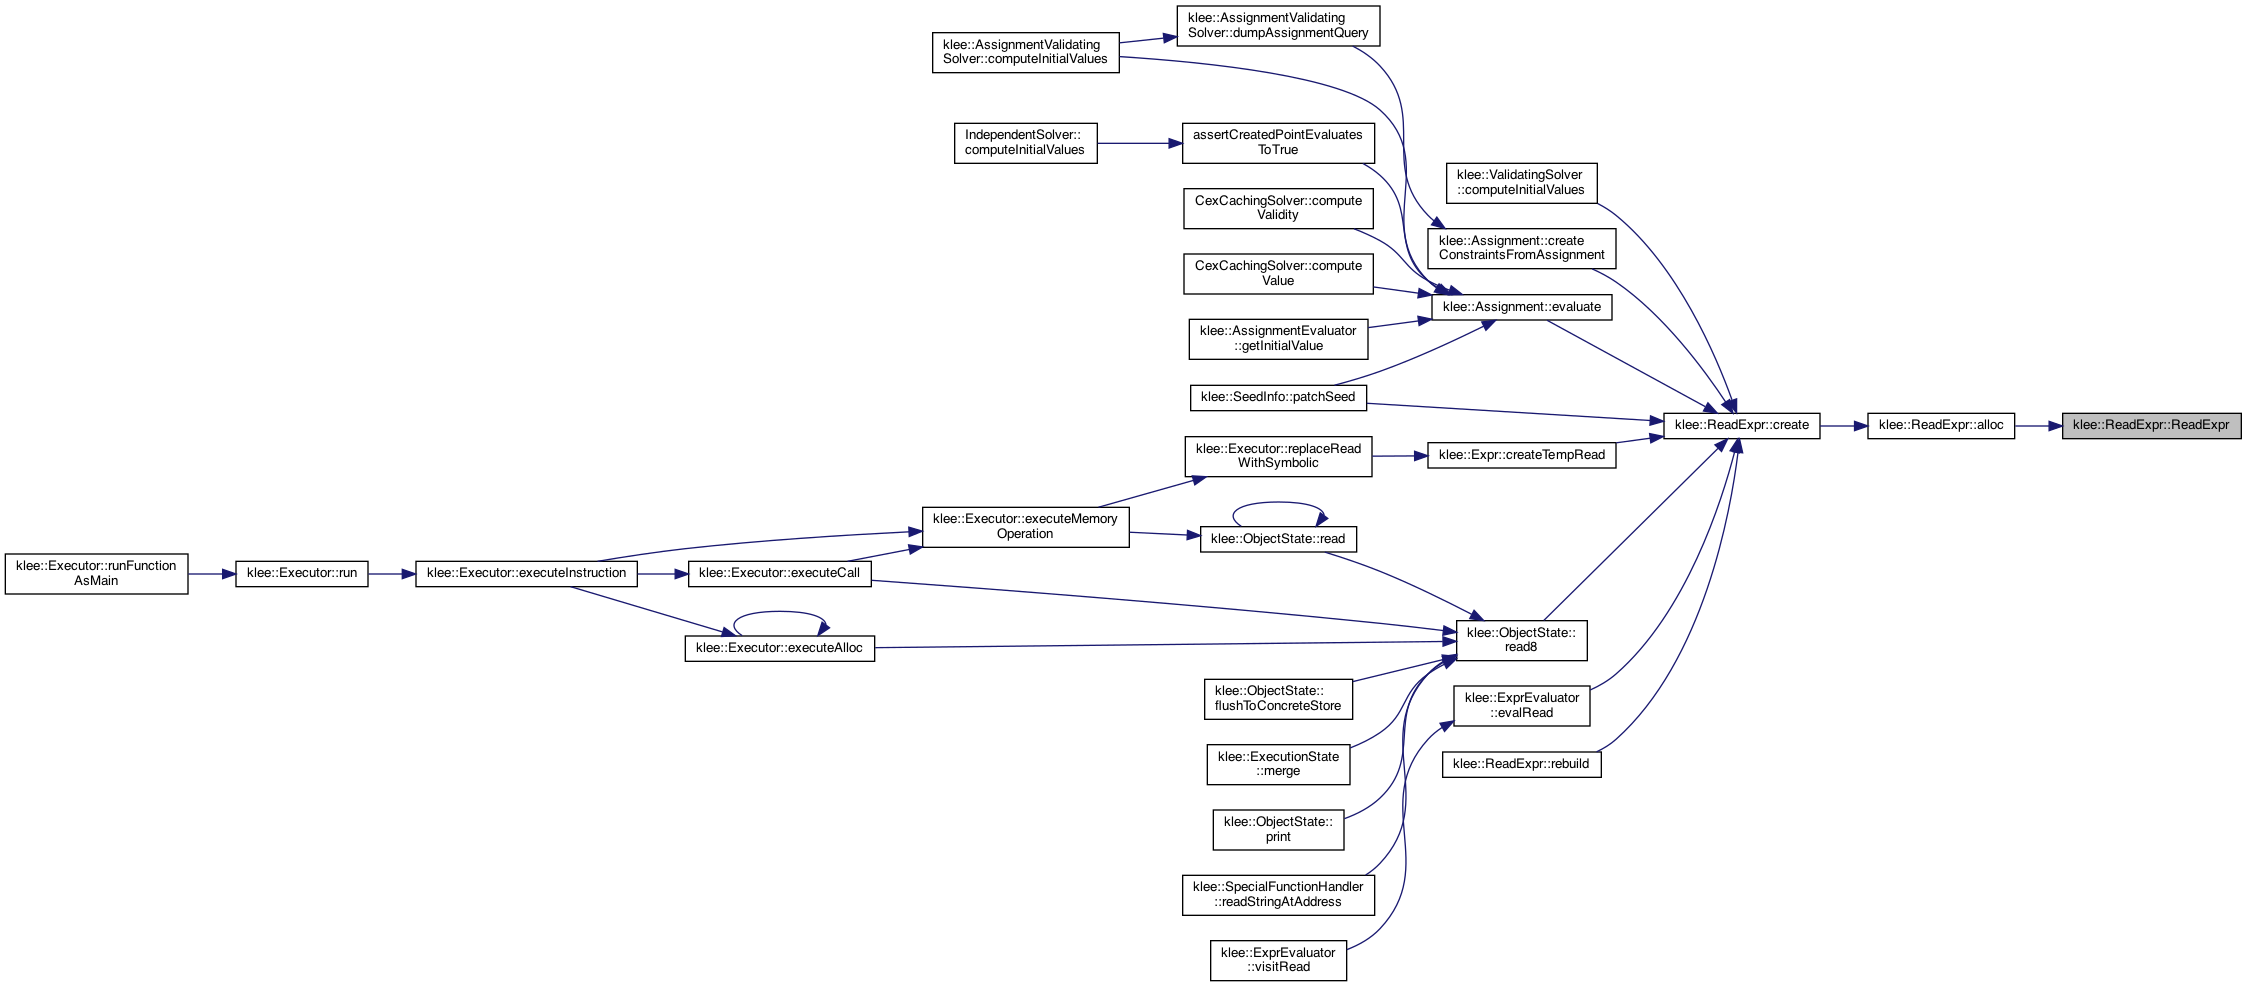 klee::AssignmentValidating
Solver::dumpAssignmentQuery
klee::AssignmentValidating
Solver::computeInitialValues
IndependentSolver::
computeInitialValues
assertCreatedPointEvaluates
ToTrue
klee::ValidatingSolver
::computeInitialValues
CexCachingSolver::compute
Validity
klee::Assignment::create
ConstraintsFromAssignment
CexCachingSolver::compute
Value
klee::Assignment::evaluate
klee::AssignmentEvaluator
::getInitialValue
klee::SeedInfo::patchSeed
klee::ReadExpr::create
klee::ReadExpr::alloc
klee::ReadExpr::ReadExpr
klee::Executor::replaceRead
WithSymbolic
klee::Expr::createTempRead
klee::Executor::executeMemory
Operation
klee::ObjectState::read
klee::Executor::runFunction
AsMain
klee::Executor::run
klee::Executor::executeInstruction
klee::Executor::executeCall
klee::Executor::executeAlloc
klee::ObjectState::
read8
klee::ObjectState::
flushToConcreteStore
klee::ExprEvaluator
::evalRead
klee::ExecutionState
::merge
klee::ReadExpr::rebuild
klee::ObjectState::
print
klee::SpecialFunctionHandler
::readStringAtAddress
klee::ExprEvaluator
::visitRead